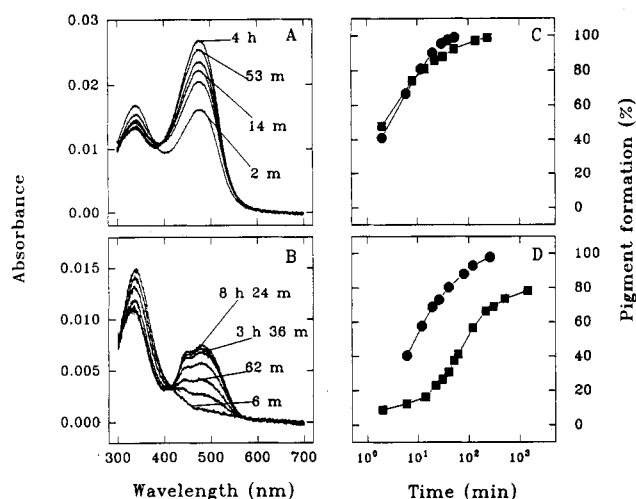 A
4 h
53 m
14 m
2 m
0.03
0.02
0.01
0.00
B
8 h 24 m
3 h 36 m
62 m
6 m
0.015
0.010
0.005
0.000
300 400 500 600 700
Absorbance
Wavelength (nm)
C
100
80
60
40
20
0
D
100
80
60
40
20
0
10⁰ 10¹ 10² 10³
Pigment formation (%)
Time (min)